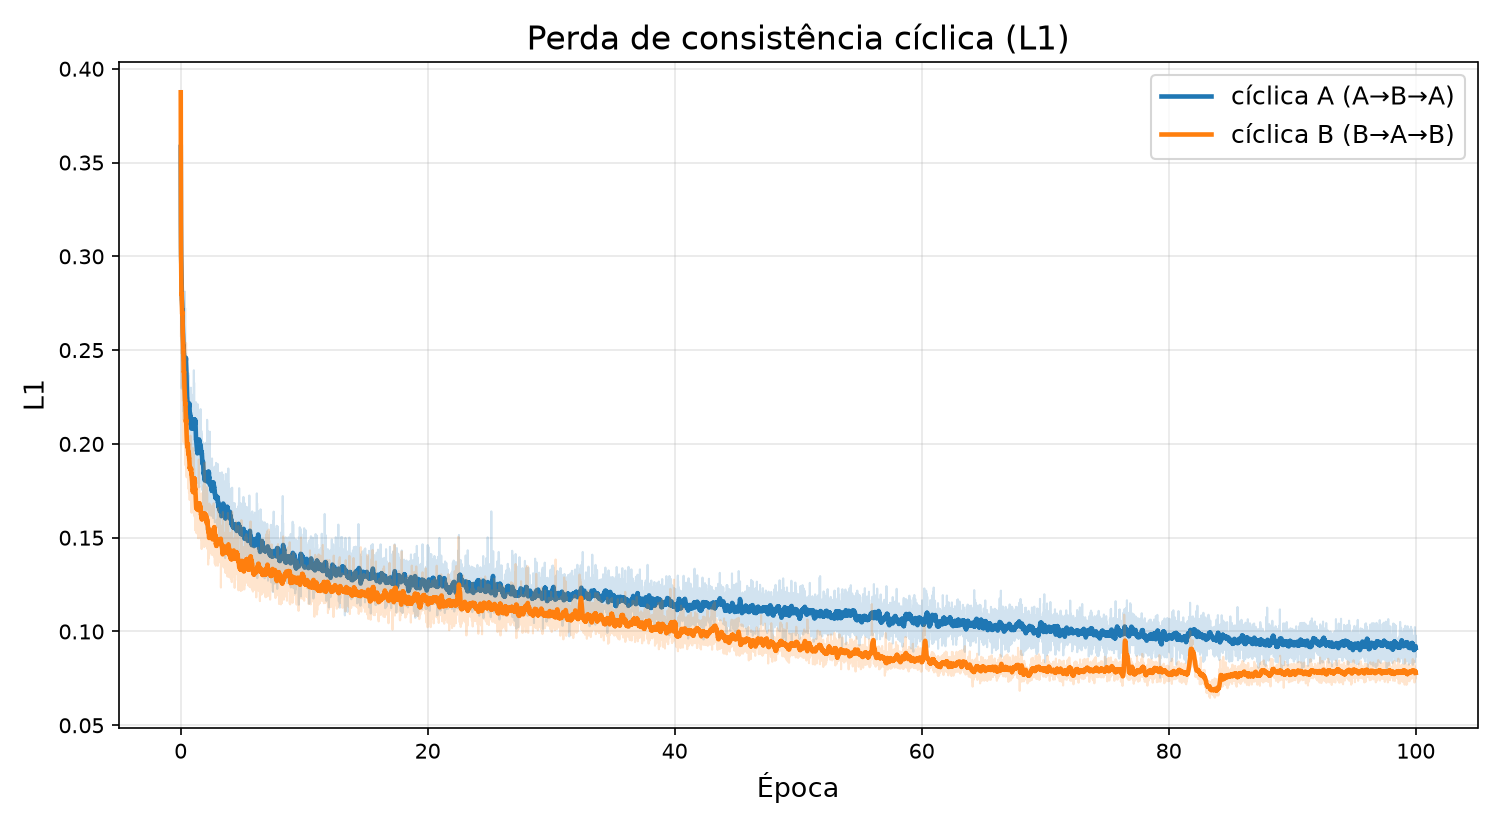 Perda de consistência cíclica (L1)
cíclica A (A→B→A)
cíclica B (B→A→B)
0.40
0.35
0.30
0.25
0.20
0.15
0.10
0.05
L1
0 20 40 60 80 100
Época